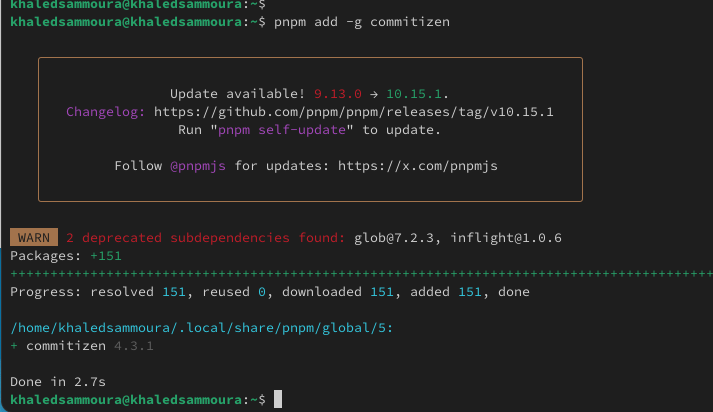 khaledsammoura@khaledsammoura:~$
khaledsammoura@khaledsammoura:~$ pnpm add -g commitizen
Update available! 9.13.0 → 10.15.1.
Changelog: https://github.com/pnpm/pnpm/releases/tag/v10.15.1
Run "pnpm self-update" to update.
Follow @pnpmjs for updates: https://x.com/pnpmjs
WARN 2 deprecated subdependencies found: glob@7.2.3, inflight@1.0.6
Packages: +151
+++++++++++++++++++++++++++++++++++++++++++++++++++++++++++++++++++++++++++++++++++++++++
Progress: resolved 151, reused 0, downloaded 151, added 151, done
/home/khaledsammoura/.local/share/pnpm/global/5:
+ commitizen 4.3.1
Done in 2.7s
khaledsammoura@khaledsammoura:~$